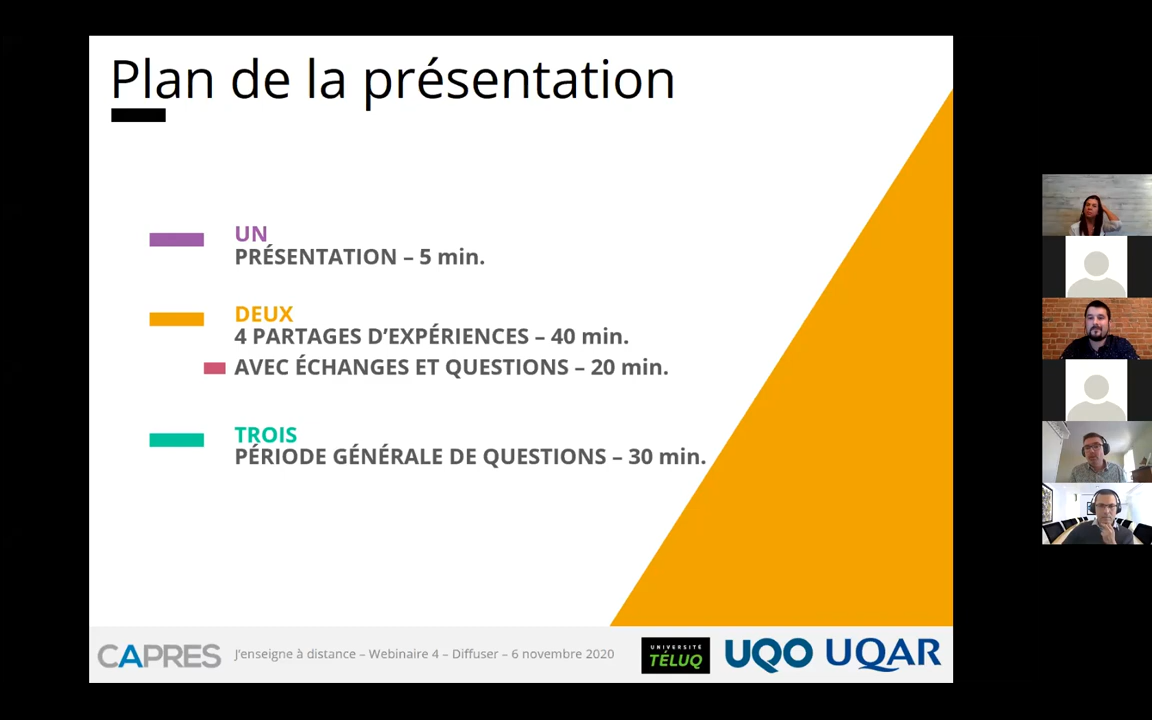 Plan de la présentation
UN
PRÉSENTATION – 5 min.
DEUX
4 PARTAGES D’EXPÉRIENCES – 40 min.
AVEC ÉCHANGES ET QUESTIONS – 20 min.
TROIS
PÉRIODE GÉNÉRALE DE QUESTIONS – 30 min.
CAPRES
J’enseigne à distance – Webinaire 4 – Diffuser – 6 novembre 2020
UNIVERSITÉ
TÉLUQ
UQO
UQAR